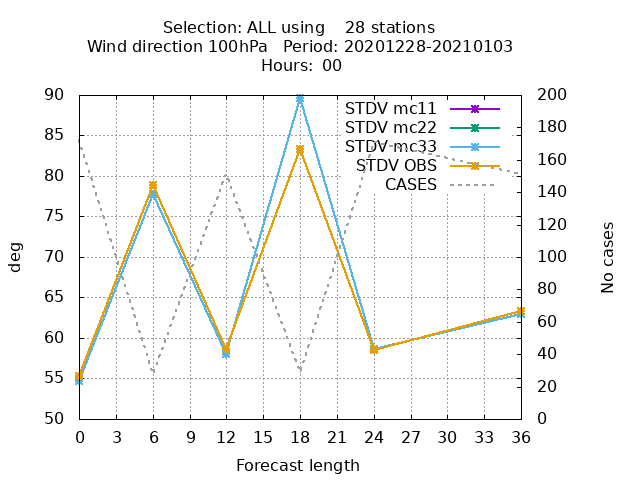 Selection: ALL using    28 stations
Wind direction 100hPa   Period: 20201228-20210103
Hours: 00
90
85
80
75
70
65
60
55
50
deg
200
180
160
140
120
100
80
60
40
20
0
No cases
STDV mc11
STDV mc22
STDV mc33
STDV OBS
CASES
0 3 6 9 12 15 18 21 24 27 30 33 36
Forecast length